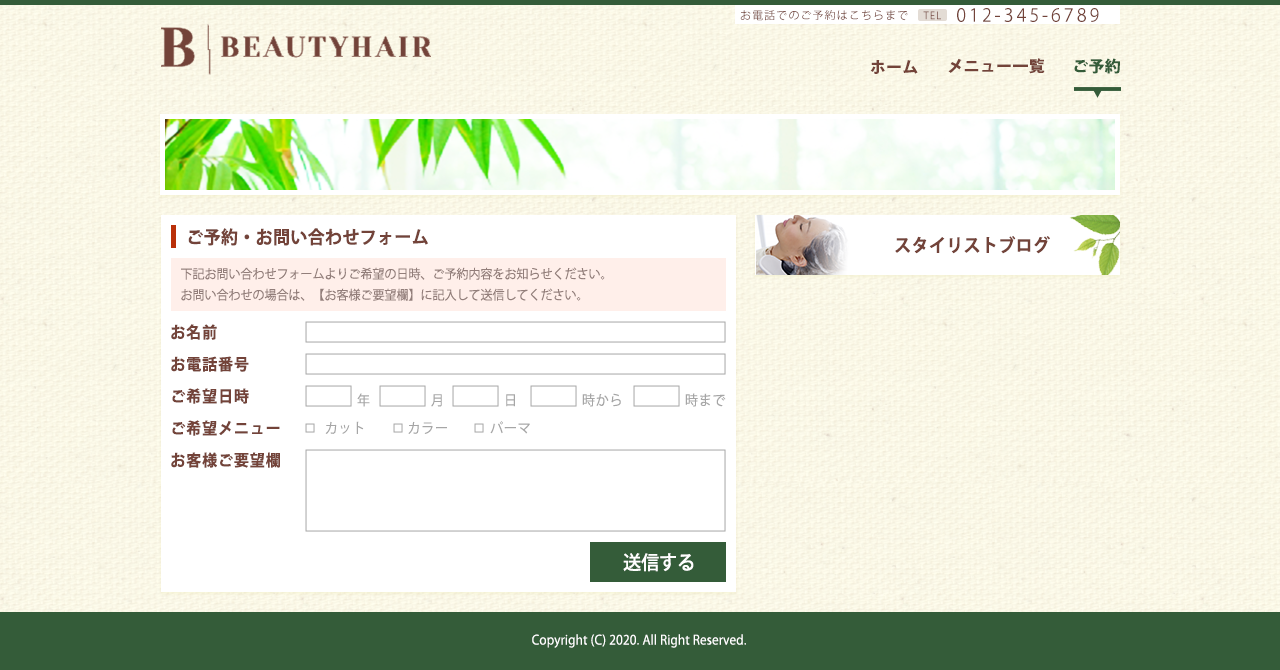 お電話でのご予約はこちらまで TEL 012-345-6789
B BEAUTYHAIR
ホーム メニュー一覧 ご予約
ご予約・お問い合わせフォーム
スタイリストブログ
下記お問い合わせフォームよりご希望の日時、ご予約内容をお知らせください。
お問い合わせの場合は、【お客様ご要望欄】に記入して送信してください。
お名前
お電話番号
ご希望日時 年 月 日 時から 時まで
ご希望メニュー カット カラー パーマ
お客様ご要望欄
送信する
Copyright (C) 2020. All Right Reserved.